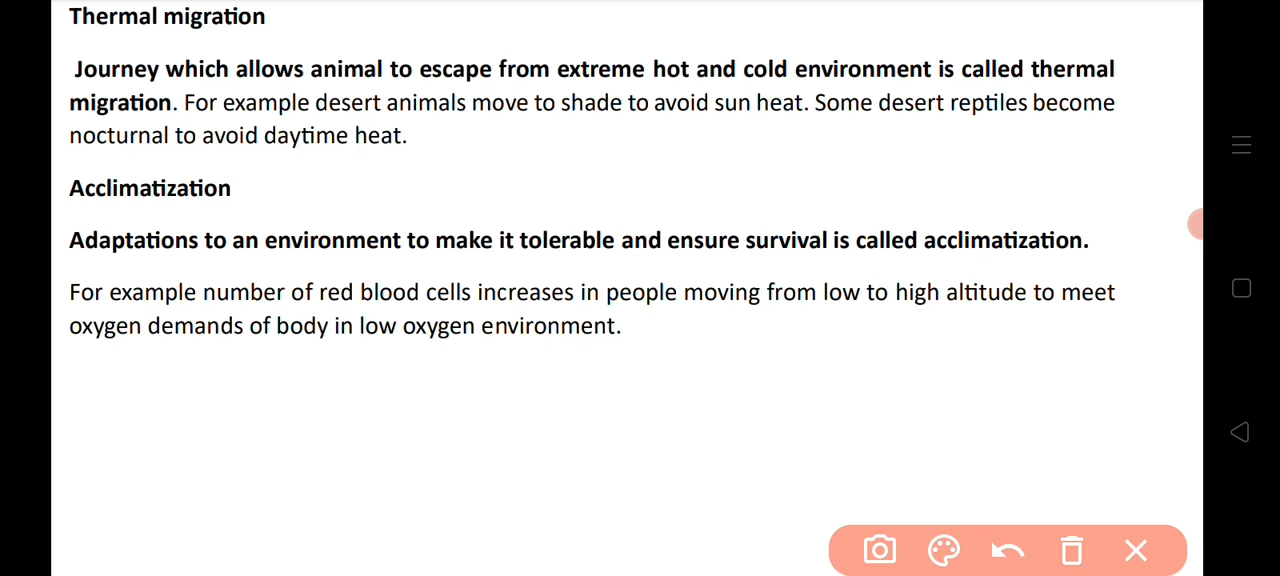 Thermal migration
Journey which allows animal to escape from extreme hot and cold environment is called thermal
migration. For example desert animals move to shade to avoid sun heat. Some desert reptiles become
nocturnal to avoid daytime heat.
Acclimatization
Adaptations to an environment to make it tolerable and ensure survival is called acclimatization.
For example number of red blood cells increases in people moving from low to high altitude to meet
oxygen demands of body in low oxygen environment.